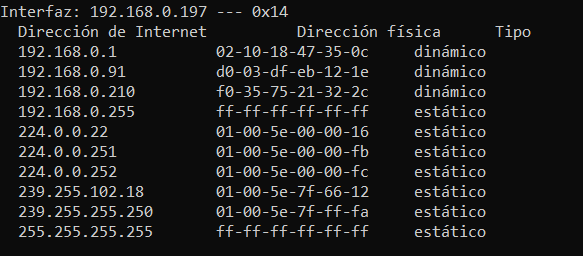 Interfaz: 192.168.0.197 --- 0x14
Dirección de Internet Dirección física Tipo
192.168.0.1 02-10-18-47-35-0c dinámico
192.168.0.91 d0-03-df-eb-12-1e dinámico
192.168.0.210 f0-35-75-21-32-2c dinámico
192.168.0.255 ff-ff-ff-ff-ff-ff estático
224.0.0.22 01-00-5e-00-00-16 estático
224.0.0.251 01-00-5e-00-00-fb estático
224.0.0.252 01-00-5e-00-00-fc estático
239.255.102.18 01-00-5e-7f-66-12 estático
239.255.255.250 01-00-5e-7f-ff-fa estático
255.255.255.255 ff-ff-ff-ff-ff-ff estático